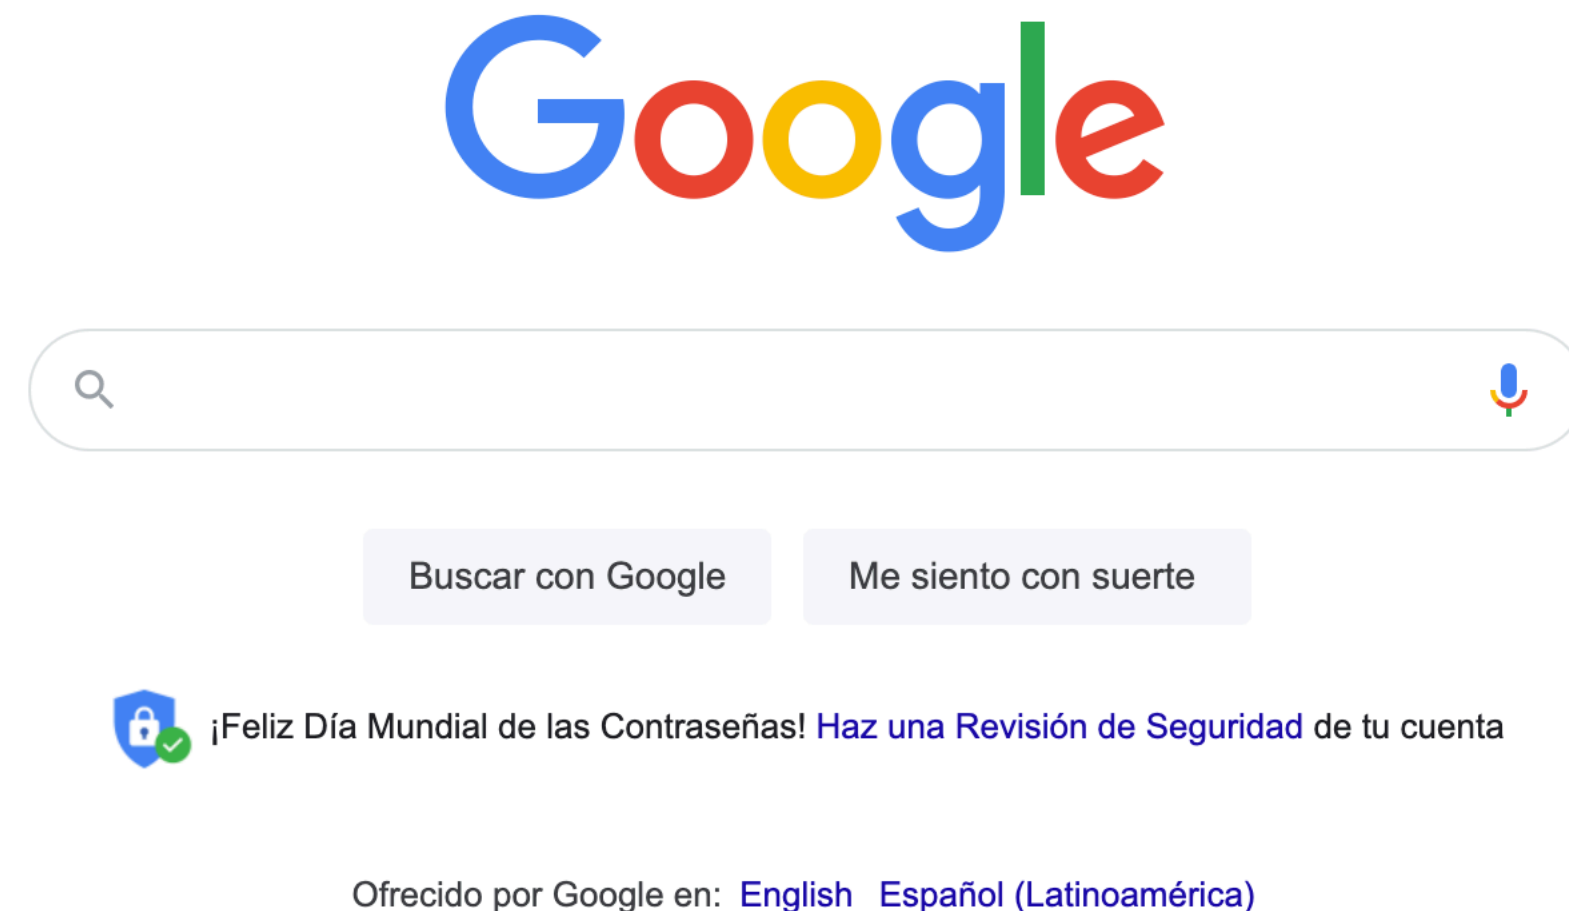 Google
Buscar con Google
Me siento con suerte
¡Feliz Día Mundial de las Contraseñas! Haz una Revisión de Seguridad de tu cuenta
Ofrecido por Google en: English Español (Latinoamérica)